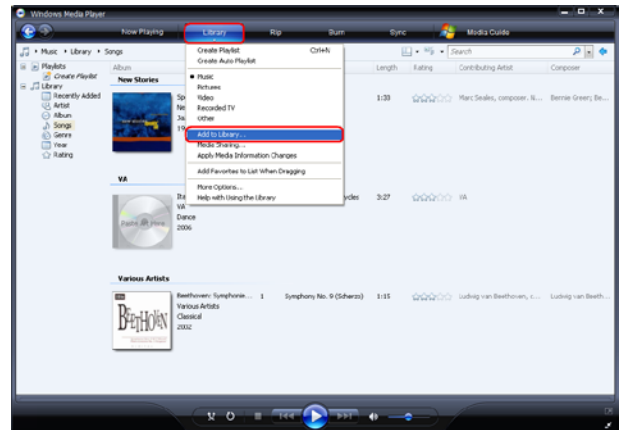 Windows Media Player
Now Playing Library Rip Burn Sync Media Guide
Music Library Songs Search
Create Playlist Ctrl+N
Create Auto Playlist
Music
Pictures
Video
Recorded TV
Other
Add to Library...
Media Sharing...
Apply Media Information Changes
Add Favorites to List When Dragging
More Options...
Help with Using the Library
Playlists
Create Playlist
Library
Recently Added
Artist
Album
Songs
Genre
Year
Rating
Album Length Rating Contributing Artist Composer
New Stories
1:33 Marc Seales, composer. N... Bernie Greer; Be...
VA
3:27 VA
VA
Dance
2006
Various Artists
Beethoven: Symphonie... 1 Symphony No. 9 (Scherzo) 1:15 Ludwig van Beethoven, c... Ludwig van Beeth...
Various Artists
Classical
2002
BEETHOVEN